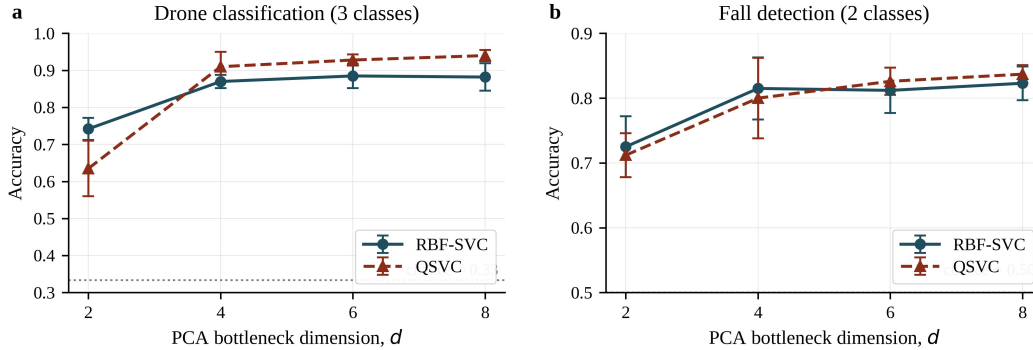 a
Drone classification (3 classes)
1.0
0.9
0.8
0.7
0.6
0.5
0.4
0.3
Accuracy
2
4
6
8
PCA bottleneck dimension, d
RBF-SVC
QSVC
b
Fall detection (2 classes)
0.9
0.8
0.7
0.6
0.5
Accuracy
2
4
6
8
PCA bottleneck dimension, d
RBF-SVC
QSVC